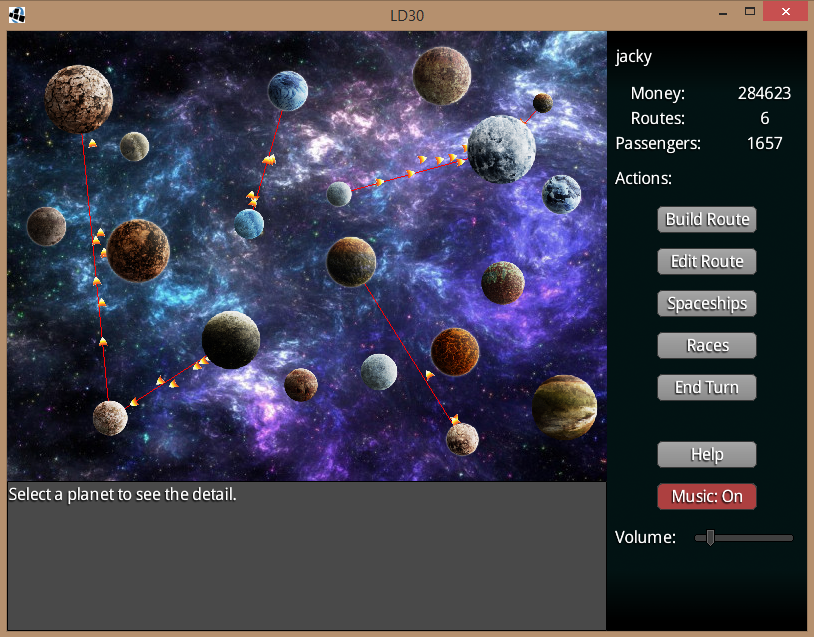 LD30
jacky
Money: 284623
Routes: 6
Passengers: 1657
Actions:
Build Route
Edit Route
Spaceships
Races
End Turn
Help
Music: On
Volume:
Select a planet to see the detail.